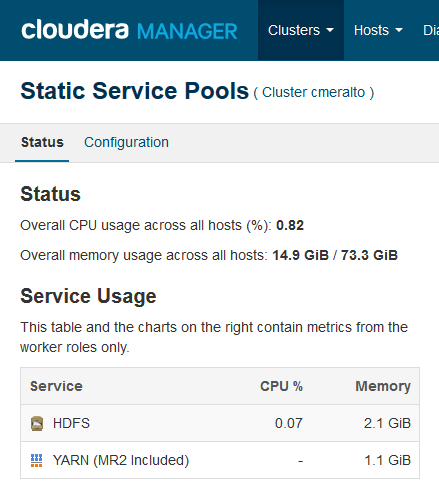 cloudera MANAGER Clusters Hosts Dia
Static Service Pools ( Cluster cmeralto )
Status Configuration
Status
Overall CPU usage across all hosts (%): 0.82
Overall memory usage across all hosts: 14.9 GiB / 73.3 GiB
Service Usage
This table and the charts on the right contain metrics from the
worker roles only.
Service CPU % Memory
HDFS 0.07 2.1 GiB
YARN (MR2 Included) - 1.1 GiB